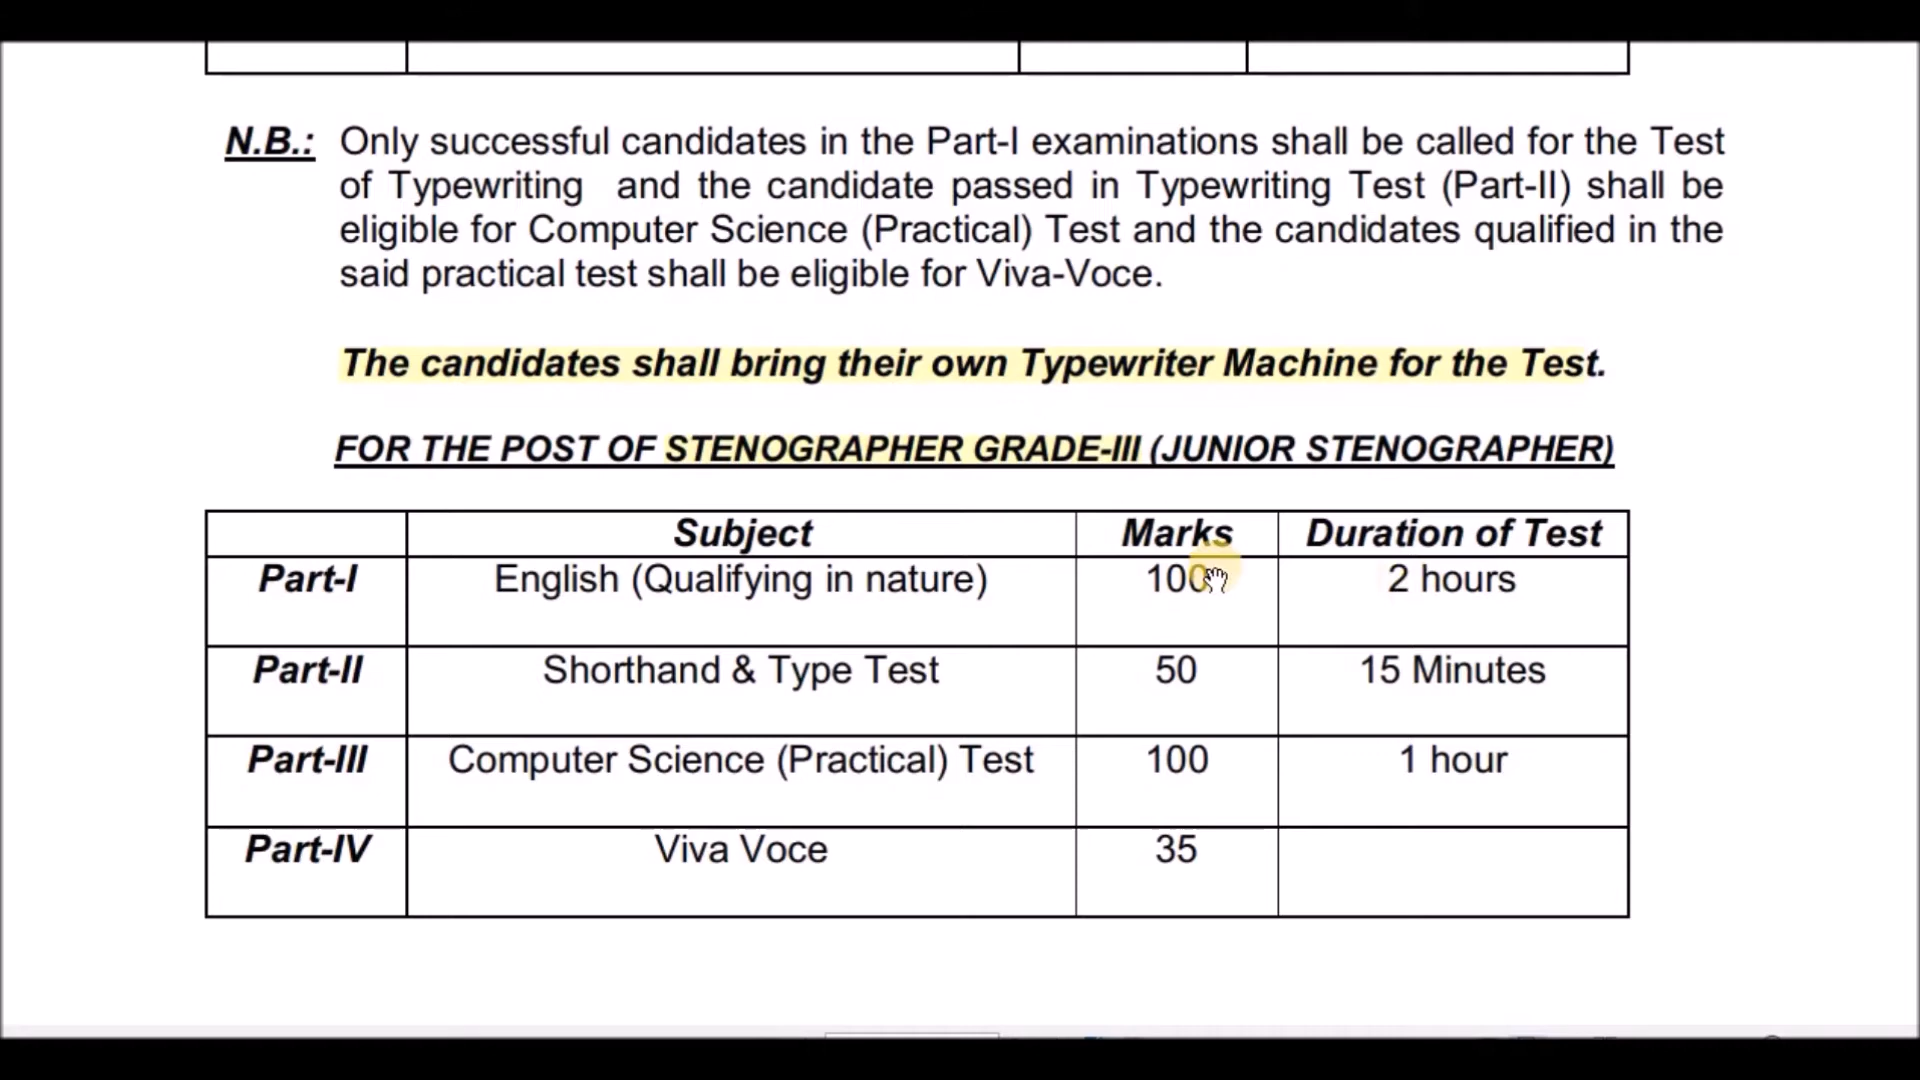 N.B.: Only successful candidates in the Part-I examinations shall be called for the Test
of Typewriting and the candidate passed in Typewriting Test (Part-II) shall be
eligible for Computer Science (Practical) Test and the candidates qualified in the
said practical test shall be eligible for Viva-Voce.
The candidates shall bring their own Typewriter Machine for the Test.
FOR THE POST OF STENOGRAPHER GRADE-III (JUNIOR STENOGRAPHER)
Subject Marks Duration of Test
Part-I English (Qualifying in nature) 100 2 hours
Part-II Shorthand & Type Test 50 15 Minutes
Part-III Computer Science (Practical) Test 100 1 hour
Part-IV Viva Voce 35